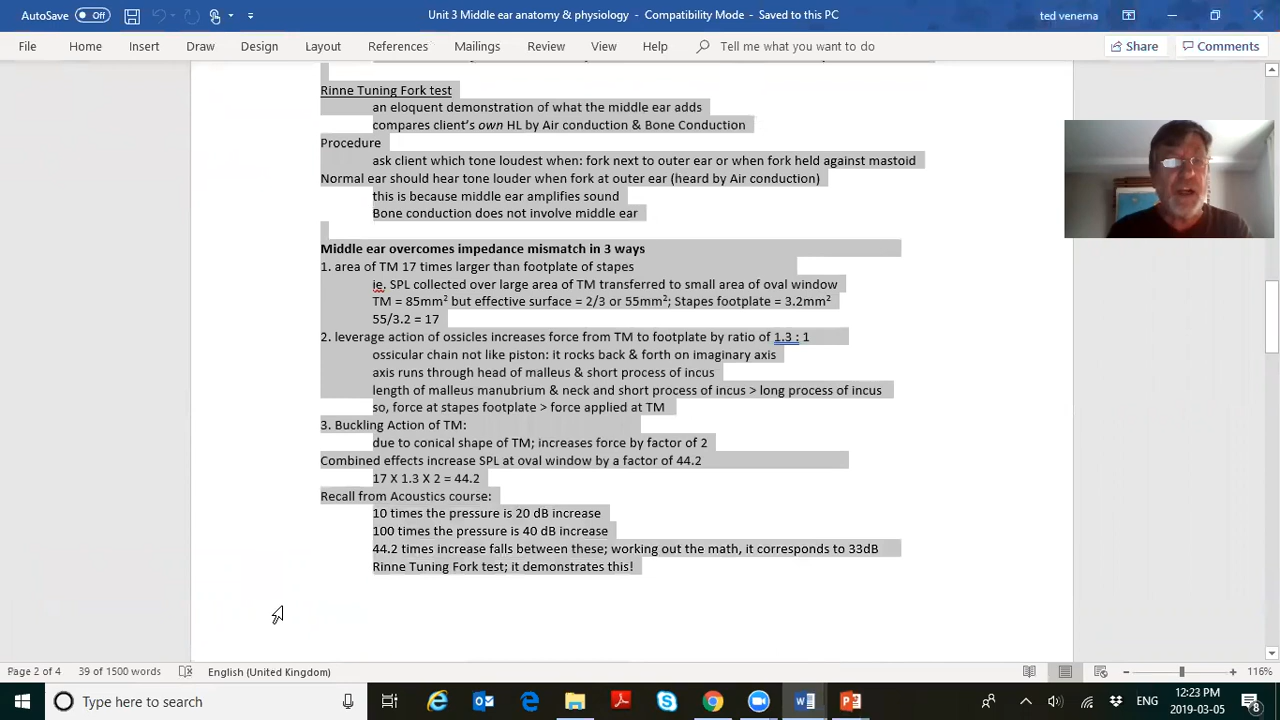 AutoSave Off
Unit 3 Middle ear anatomy & physiology - Compatibility Mode - Saved to this PC
ted venema
File Home Insert Draw Design Layout References Mailings Review View Help Tell me what you want to do Share Comments
Rinne Tuning Fork test
an eloquent demonstration of what the middle ear adds
compares client's own HL by Air conduction & Bone Conduction
Procedure
ask client which tone loudest when: fork next to outer ear or when fork held against mastoid
Normal ear should hear tone louder when fork at outer ear (heard by Air conduction)
this is because middle ear amplifies sound
Bone conduction does not involve middle ear
Middle ear overcomes impedance mismatch in 3 ways
1. area of TM 17 times larger than footplate of stapes
ie. SPL collected over large area of TM transferred to small area of oval window
TM = 85mm² but effective surface = 2/3 or 55mm²; Stapes footplate = 3.2mm²
55/3.2 = 17
2. leverage action of ossicles increases force from TM to footplate by ratio of 1.3 : 1
ossicular chain not like piston: it rocks back & forth on imaginary axis
axis runs through head of malleus & short process of incus
length of malleus manubrium & neck and short process of incus > long process of incus
so, force at stapes footplate > force applied at TM
3. Buckling Action of TM:
due to conical shape of TM; increases force by factor of 2
Combined effects increase SPL at oval window by a factor of 44.2
17 X 1.3 X 2 = 44.2
Recall from Acoustics course:
10 times the pressure is 20 dB increase
100 times the pressure is 40 dB increase
44.2 times increase falls between these; working out the math, it corresponds to 33dB
Rinne Tuning Fork test; it demonstrates this!
Page 2 of 4 39 of 1500 words English (United Kingdom) 116%
Type here to search
ENG
12:23 PM
2019-03-05
8